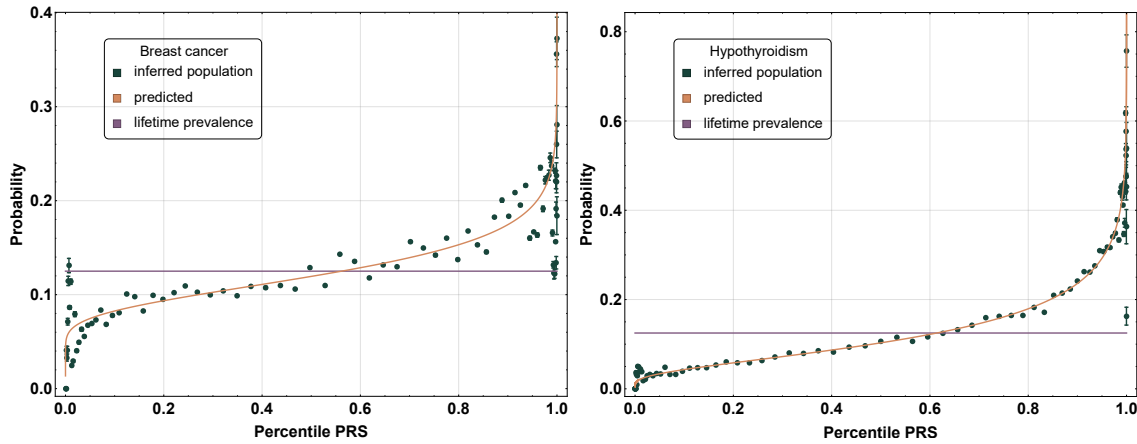 Breast cancer
inferred population
predicted
lifetime prevalence
Probability
0.4
0.3
0.2
0.1
0.0
0.0 0.2 0.4 0.6 0.8 1.0
Percentile PRS
Hypothyroidism
inferred population
predicted
lifetime prevalence
Probability
0.8
0.6
0.4
0.2
0.0
0.0 0.2 0.4 0.6 0.8 1.0
Percentile PRS